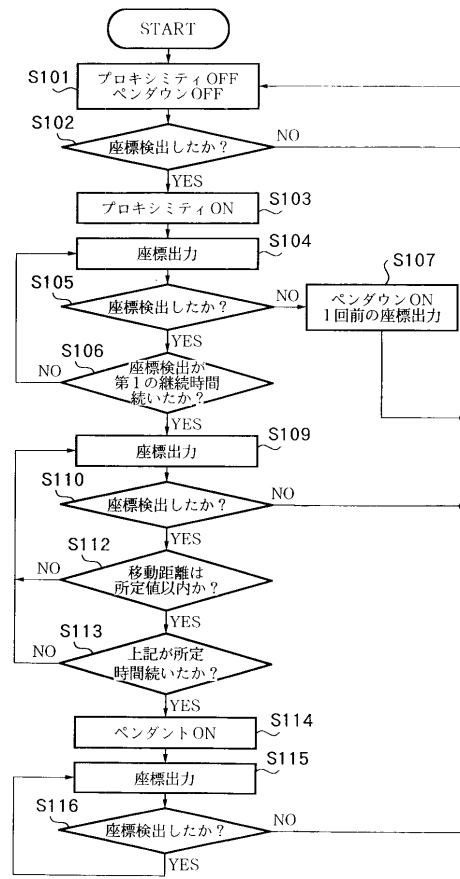 START
S101
プロキシミティOFF
ペンダウンOFF
S102
座標検出したか？
NO
YES
プロキシミティON
S103
座標出力
S104
S105
座標検出したか？
NO
S107
ペンダウンON
1回前の座標出力
YES
S106
座標検出が
第1の継続時間
続いたか？
NO
YES
座標出力
S109
S110
座標検出したか？
NO
YES
S112
移動距離は
所定値以内か？
NO
YES
S113
上記が所定
時間続いたか？
NO
YES
ペンダントON
S114
座標出力
S115
S116
座標検出したか？
NO
YES